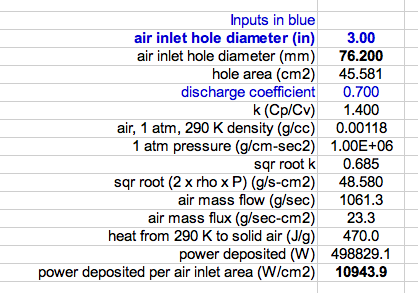 Inputs in blue
air inlet hole diameter (in) 3.00
air inlet hole diameter (mm) 76.200
hole area (cm2) 45.581
discharge coefficient 0.700
k (Cp/Cv) 1.400
air, 1 atm, 290 K density (g/cc) 0.00118
1 atm pressure (g/cm-sec2) 1.00E+06
sqr root k 0.685
sqr root (2 x rho x P) (g/s-cm2) 48.580
air mass flow (g/sec) 1061.3
air mass flux (g/sec-cm2) 23.3
heat from 290 K to solid air (J/g) 470.0
power deposited (W) 498829.1
power deposited per air inlet area (W/cm2) 10943.9